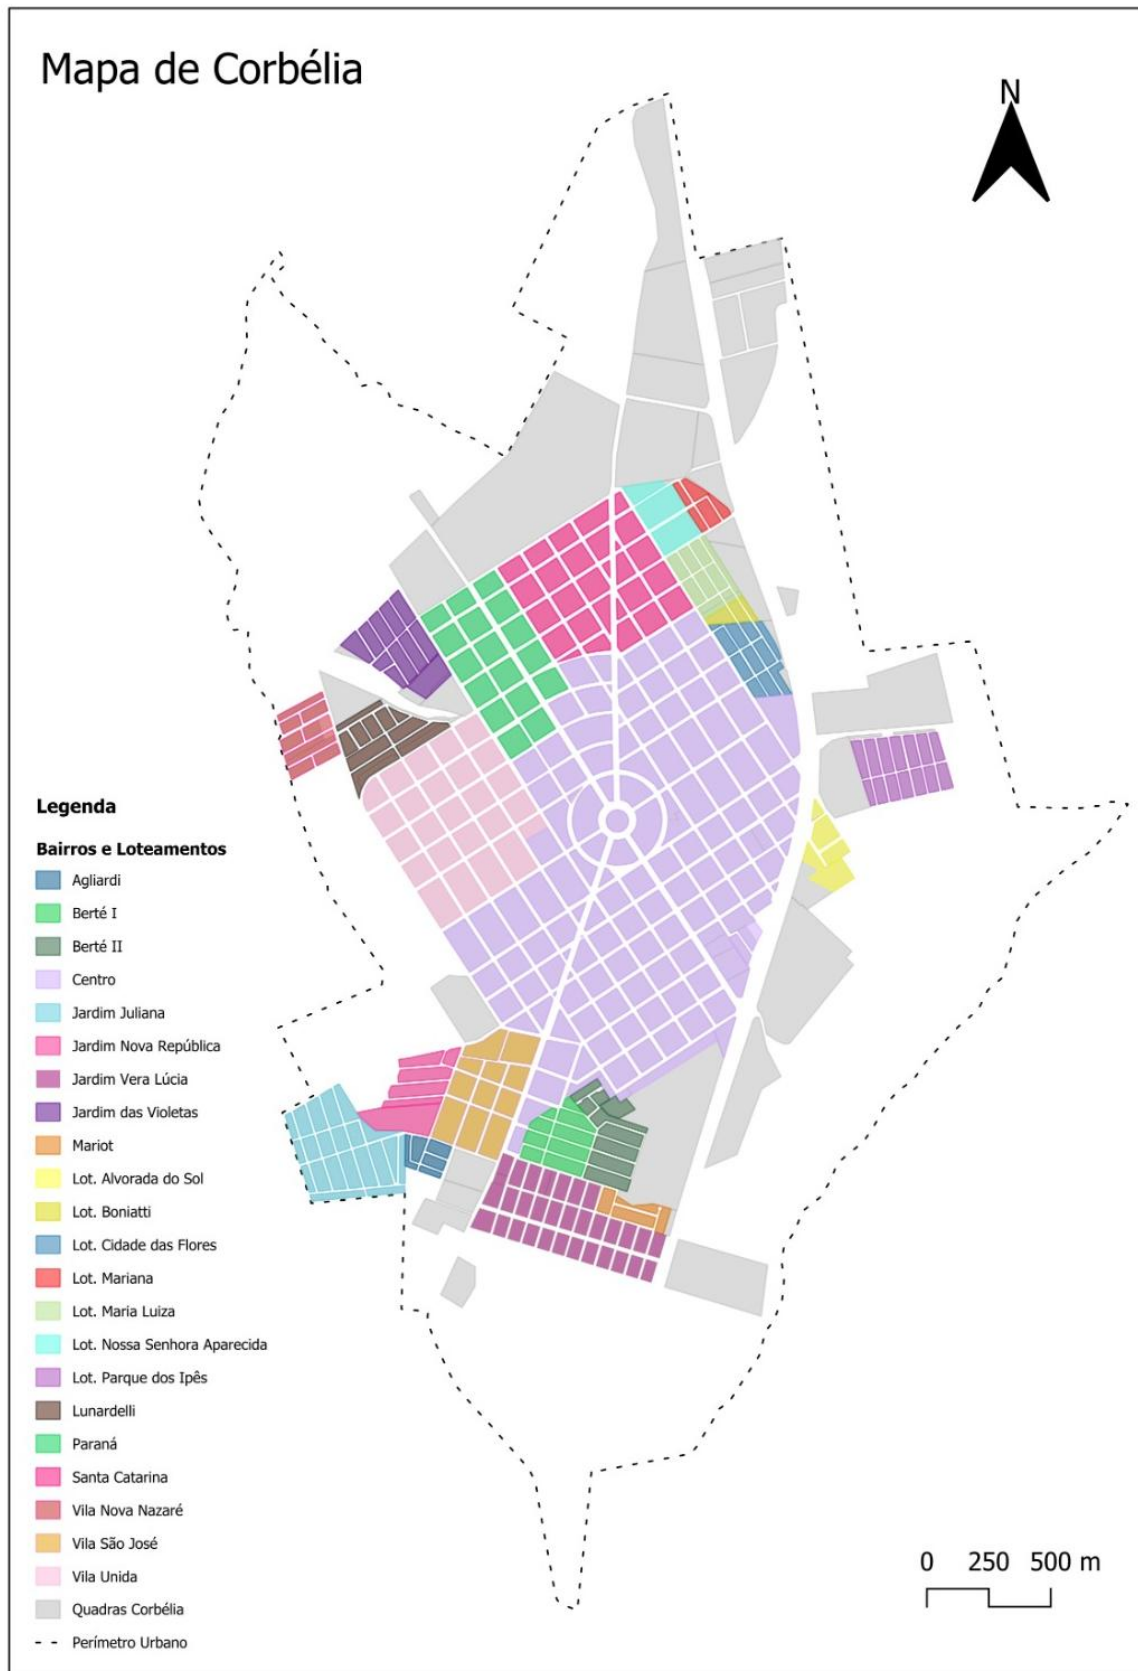 Mapa de Corbélia
N
Legenda
Bairros e Loteamentos
Agliardi
Berté I
Berté II
Centro
Jardim Juliana
Jardim Nova República
Jardim Vera Lúcia
Jardim das Violetas
Mariot
Lot. Alvorada do Sol
Lot. Boniatti
Lot. Cidade das Flores
Lot. Mariana
Lot. Maria Luiza
Lot. Nossa Senhora Aparecida
Lot. Parque dos Ipês
Lunardelli
Paraná
Santa Catarina
Vila Nova Nazaré
Vila São José
Vila Unida
Quadras Corbélia
Perímetro Urbano
0 250 500 m